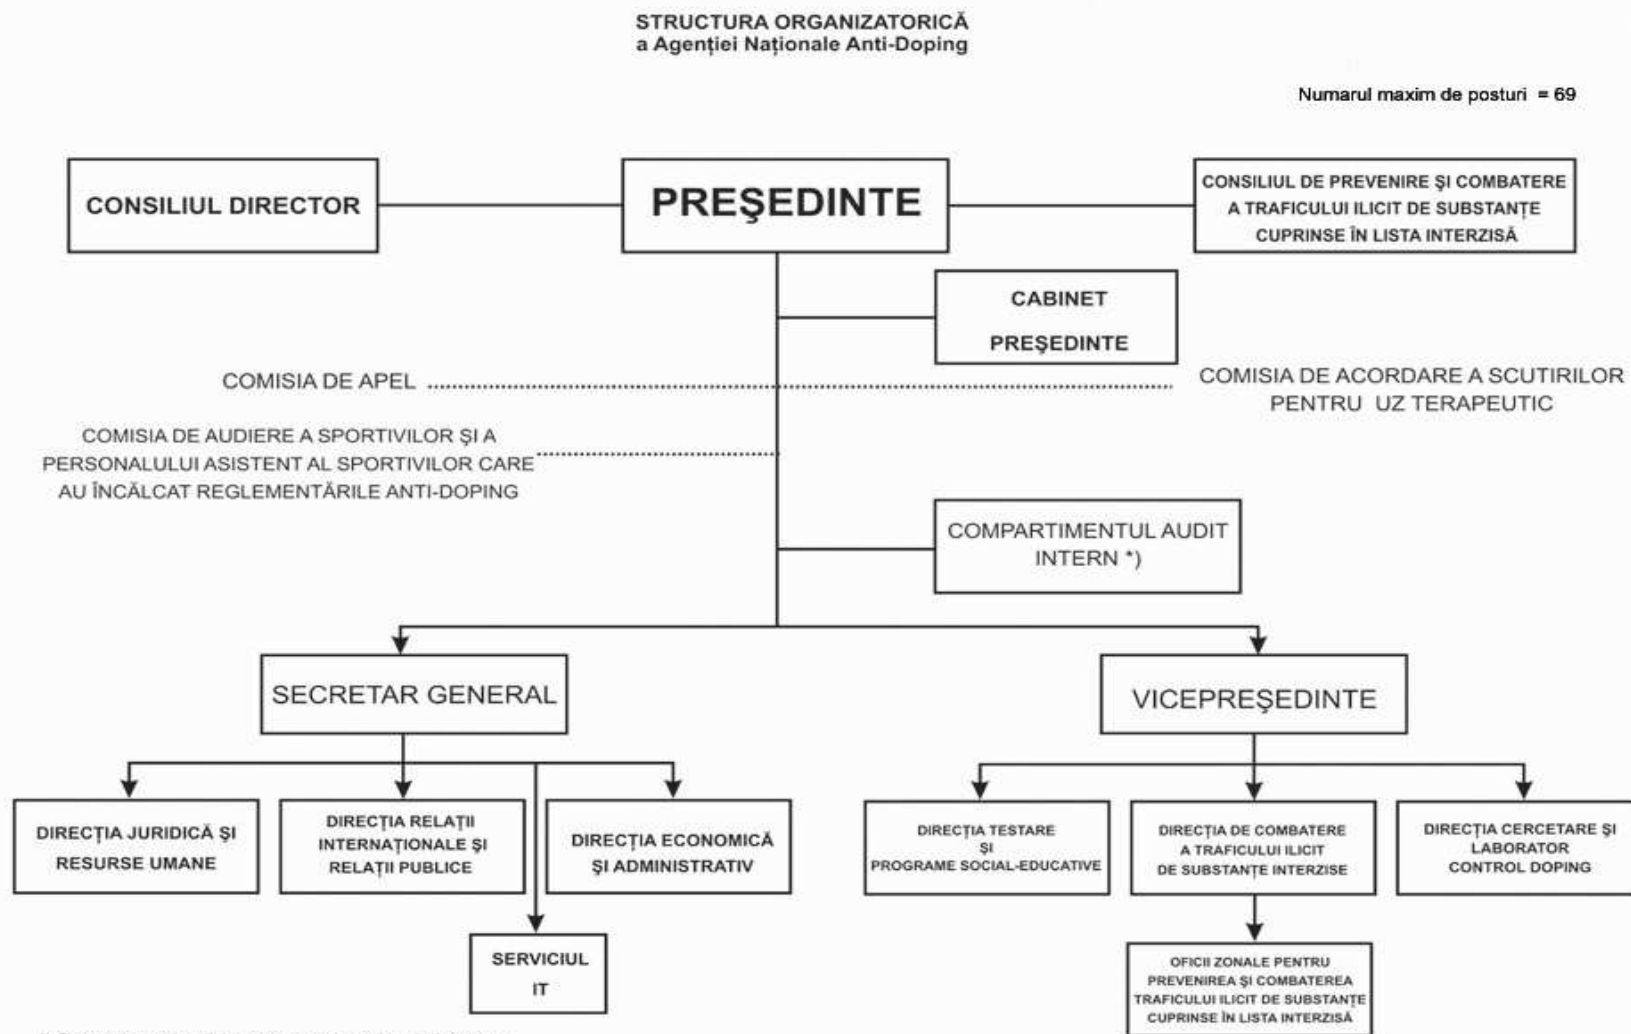 STRUCTURA ORGANIZATORICĂ
a Agenției Naționale Anti-Doping
Numarul maxim de posturi = 69
CONSILIUL DIRECTOR
PREŞEDINTE
CONSILIUL DE PREVENIRE ŞI COMBATERE
A TRAFICULUI ILICIT DE SUBSTANȚE
CUPRINSE ÎN LISTA INTERZISĂ
CABINET
PREŞEDINTE
COMISIA DE APEL
COMISIA DE ACORDARE A SCUTIRILOR
PENTRU UZ TERAPEUTIC
COMISIA DE AUDIERE A SPORTIVILOR ŞI A
PERSONALULUI ASISTENT AL SPORTIVILOR CARE
AU ÎNCĂLCAT REGLEMENTĂRILE ANTI-DOPING
COMPARTIMENTUL AUDIT
INTERN *)
SECRETAR GENERAL
VICEPREŞEDINTE
DIRECȚIA JURIDICĂ ŞI
RESURSE UMANE
DIRECȚIA RELAȚII
INTERNAȚIONALE ŞI
RELAȚII PUBLICE
DIRECȚIA ECONOMICĂ
ŞI ADMINISTRATIV
DIRECȚIA TESTARE
ŞI
PROGRAME SOCIAL-EDUCATIVE
DIRECȚIA DE COMBATERE
A TRAFICULUI ILICIT
DE SUBSTANȚE INTERZISE
DIRECȚIA CERCETARE ŞI
LABORATOR
CONTROL DOPING
SERVICIUL
IT
OFICII ZONALE PENTRU
PREVENIREA ŞI COMBATEREA
TRAFICULUI ILICIT DE SUBSTANȚE
CUPRINSE ÎN LISTA INTERZISĂ